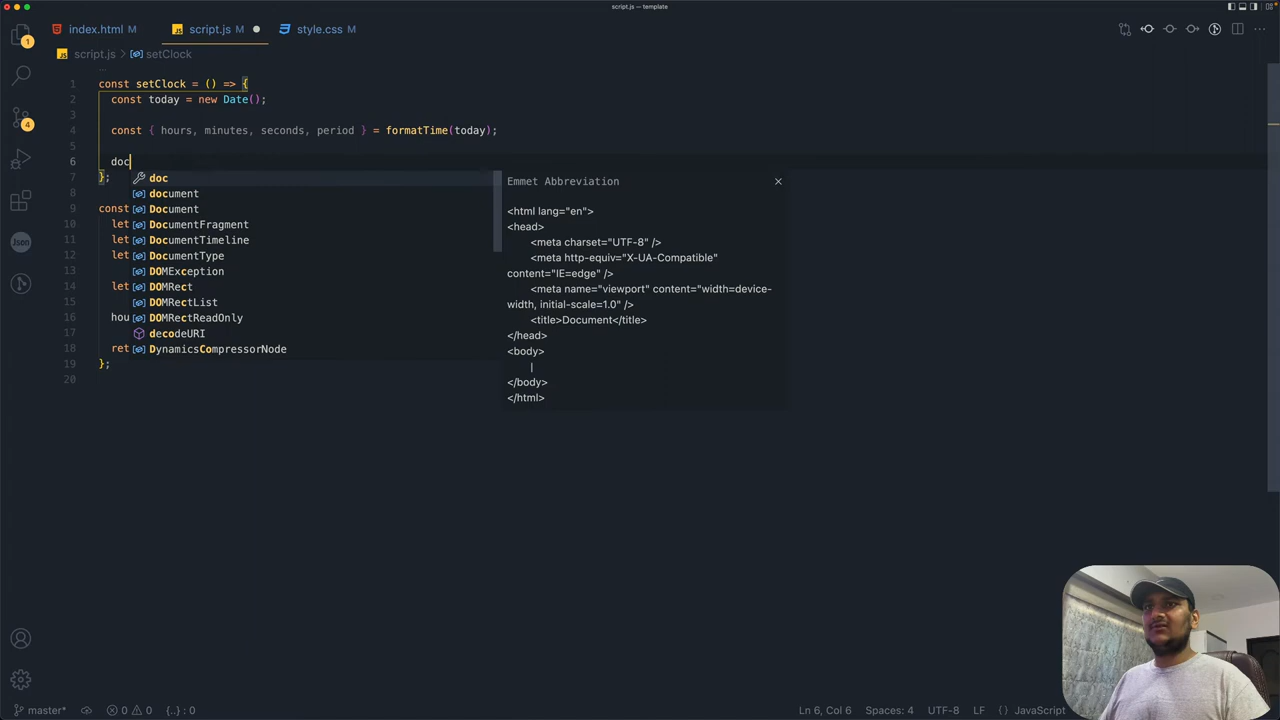 script.js — template
index.html M
script.js M
style.css M
script.js > setClock
1 const setClock = () => {
2 const today = new Date();
3
4 const { hours, minutes, seconds, period } = formatTime(today);
5
6 doc
7 };
8
9 const
10 let
11 let
12 let
13
14 let
15
16 hou
17
18 ret
19 };
20
doc
document
Document
DocumentFragment
DocumentTimeline
DocumentType
DOMException
DOMRect
DOMRectList
DOMRectReadOnly
decodeURI
DynamicsCompressorNode
Emmet Abbreviation
<html lang="en">
<head>
<meta charset="UTF-8" />
<meta http-equiv="X-UA-Compatible"
content="IE=edge" />
<meta name="viewport" content="width=device-
width, initial-scale=1.0" />
<title>Document</title>
</head>
<body>
|
</body>
</html>
1
4
Json
master*
0 0
{..} : 0
Ln 6, Col 6
Spaces: 4
UTF-8
LF
{} JavaScript